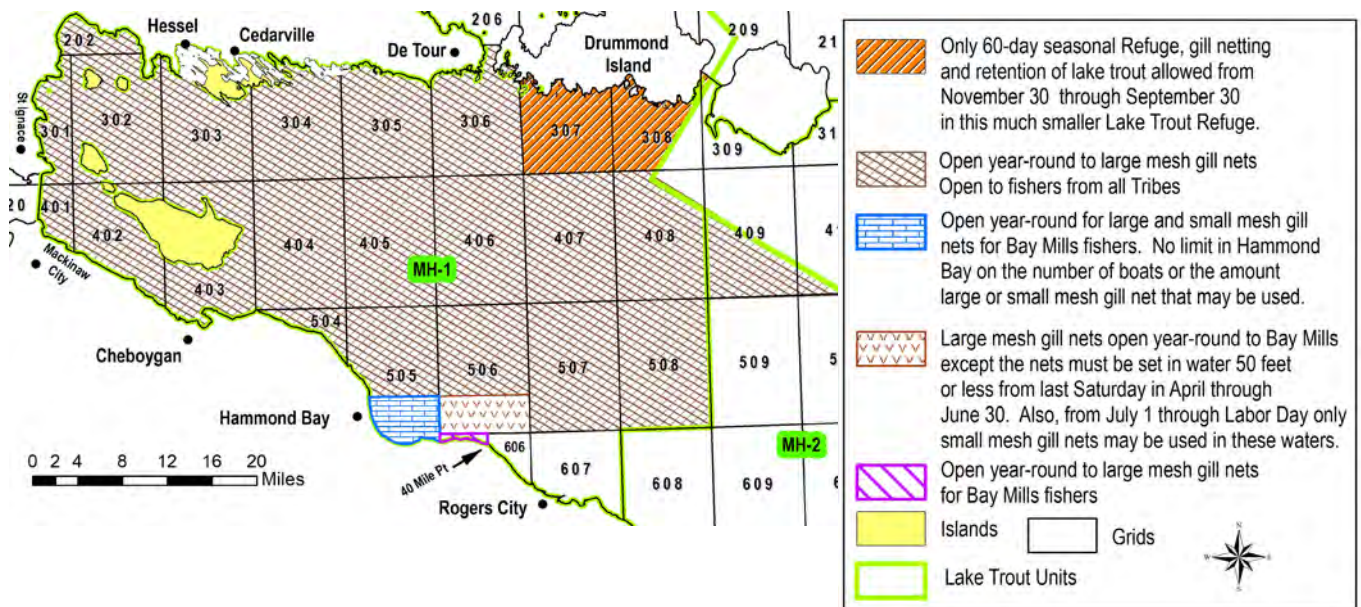 Hessel
Cedarville
De Tour
Drummond
Island
206
209
21
202
St Ignace
301
302
303
304
305
306
307
308
309
31
20
401
402
Mackinaw
City
403
404
405
406
407
408
409
41
MH-1
Cheboygan
504
505
506
507
508
509
5
Hammond Bay
606
607
608
609
6
MH-2
40 Mile Pt
Rogers City
0 2 4 8 12 16 20
Miles
Only 60-day seasonal Refuge, gill netting
and retention of lake trout allowed from
November 30 through September 30
in this much smaller Lake Trout Refuge.
Open year-round to large mesh gill nets
Open to fishers from all Tribes
Open year-round for large and small mesh gill
nets for Bay Mills fishers. No limit in Hammond
Bay on the number of boats or the amount
large or small mesh gill net that may be used.
Large mesh gill nets open year-round to Bay Mills
except the nets must be set in water 50 feet
or less from last Saturday in April through
June 30. Also, from July 1 through Labor Day only
small mesh gill nets may be used in these waters.
Open year-round to large mesh gill nets
for Bay Mills fishers
Islands
Grids
Lake Trout Units
N
W E
S